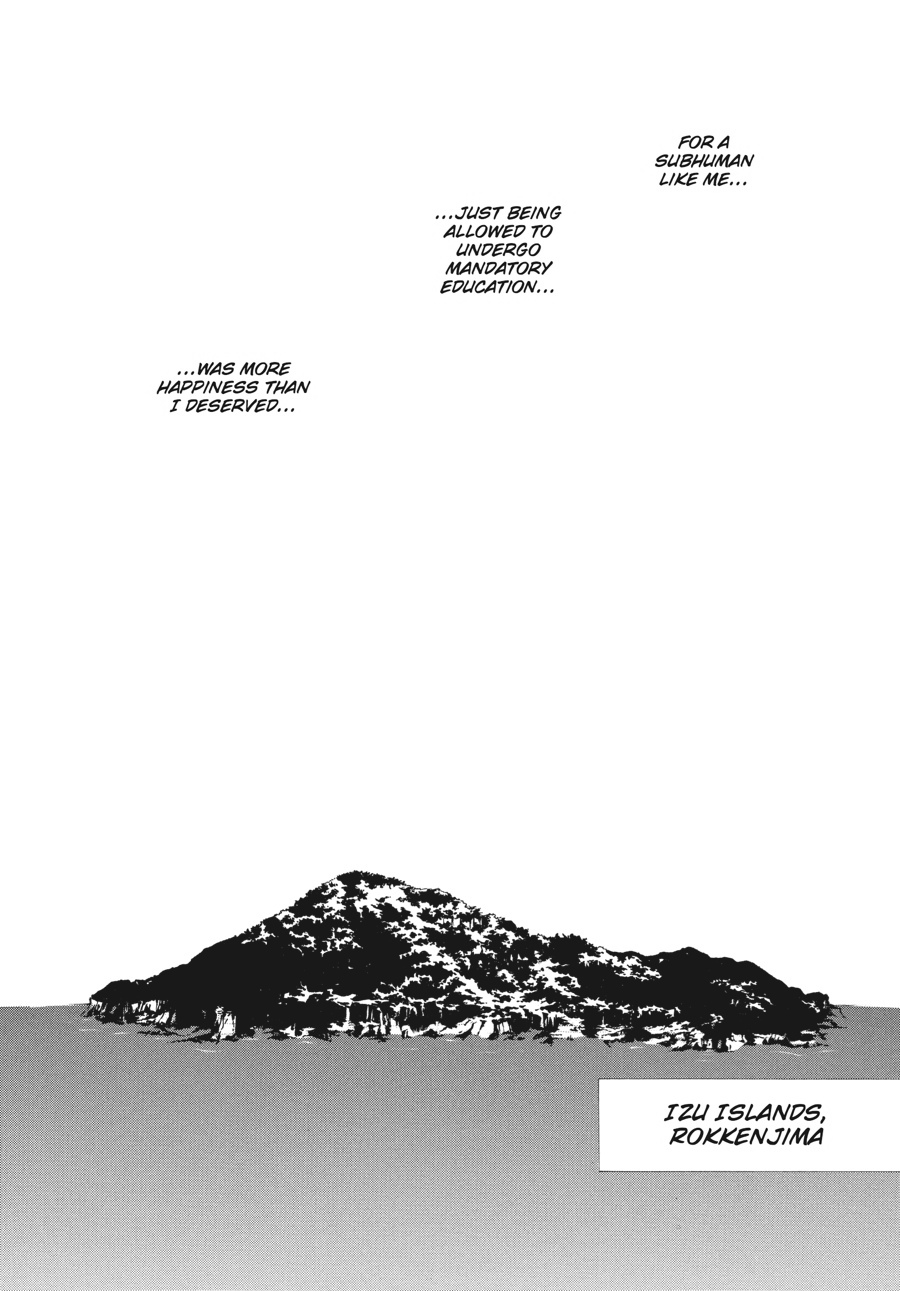 FOR A
SUBHUMAN
LIKE ME...
...JUST BEING
ALLOWED TO
UNDERGO
MANDATORY
EDUCATION...
...WAS MORE
HAPPINESS THAN
I DESERVED...
IZU ISLANDS,
ROKKENJIMA